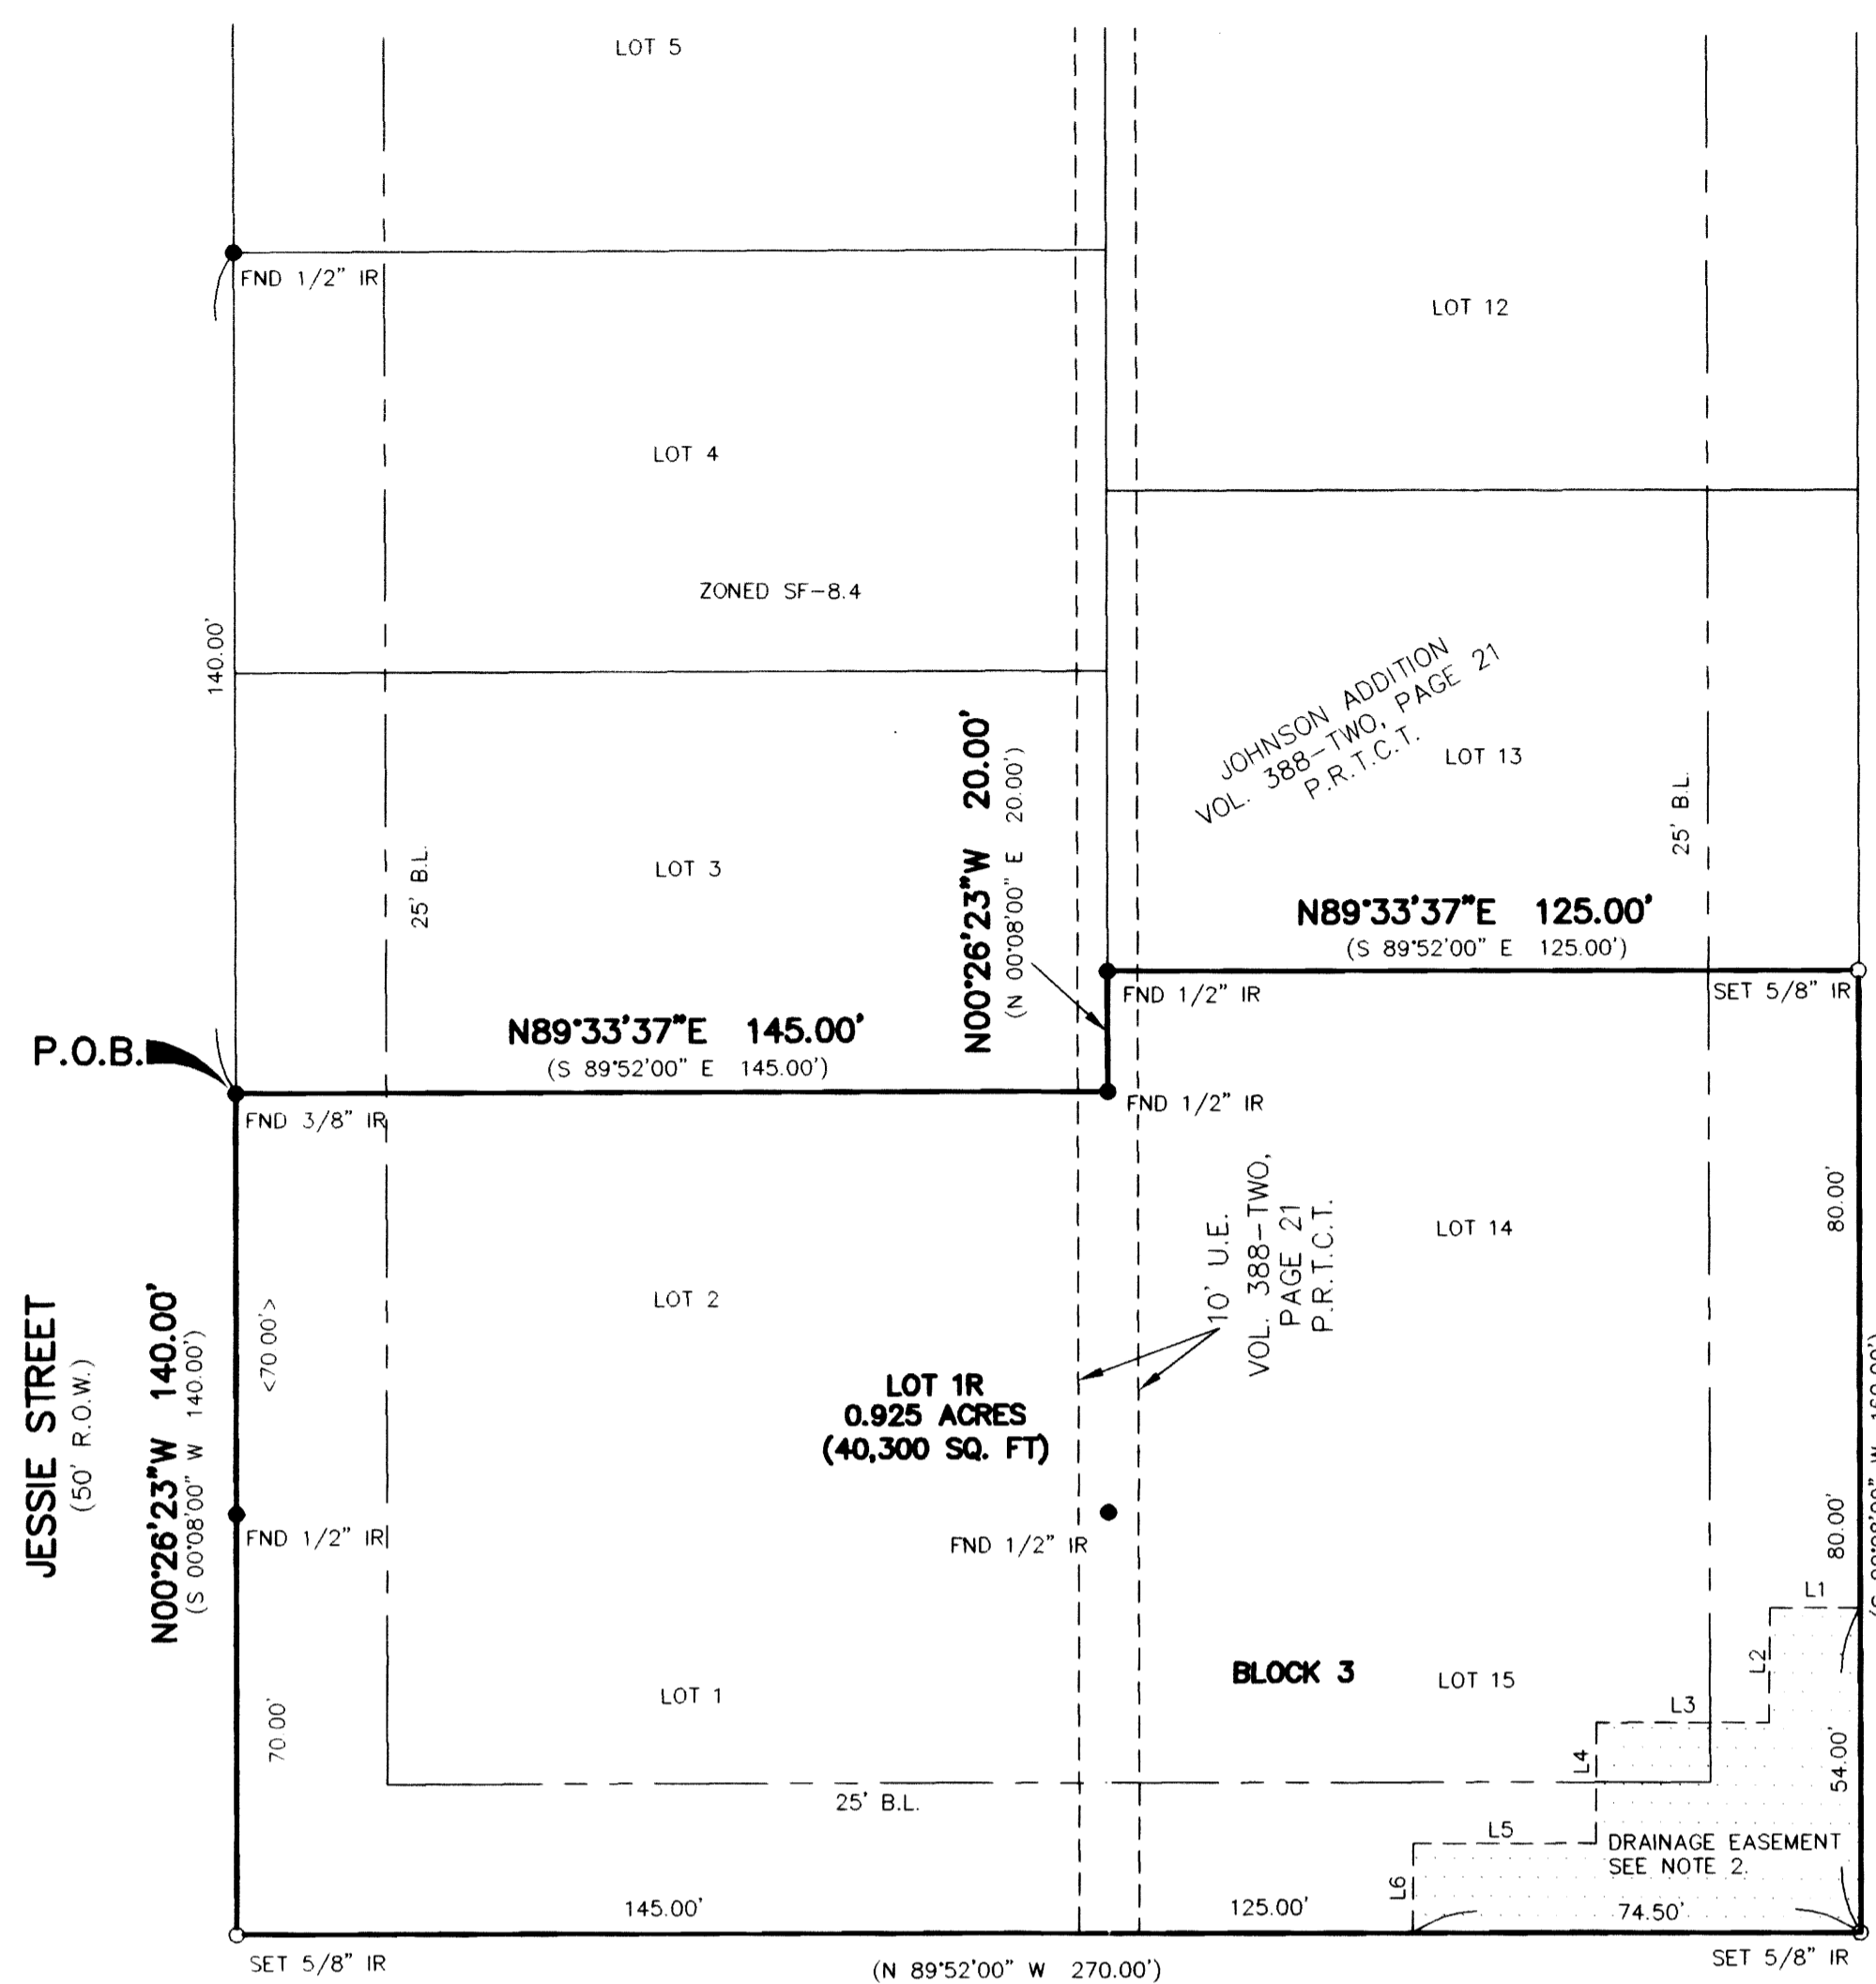 LOT 5
FND 1/2" IR
LOT 12
LOT 4
ZONED SF-8.4
140.00'
JOHNSON ADDITION
VOL. 388-TWO, PAGE 21
P.R.T.C.T.
LOT 13
25' B.L.
LOT 3
25' B.L.
N00°26'23"W 20.00'
(N 00°08'00" E 20.00')
N89°33'37"E 125.00'
(S 89°52'00" E 125.00')
FND 1/2" IR
SET 5/8" IR
P.O.B.
N89°33'37"E 145.00'
(S 89°52'00" E 145.00')
FND 3/8" IR
FND 1/2" IR
80.00'
10' U.E.
VOL. 388-TWO,
PAGE 21
P.R.T.C.T.
LOT 14
LOT 2
JESSIE STREET
(50' R.O.W.)
N00°26'23"W 140.00'
(S 00°08'00" W 140.00')
<70.00'>
LOT 1R
0.925 ACRES
(40,300 SQ. FT)
FND 1/2" IR
FND 1/2" IR
80.00'
L1
L2
BLOCK 3
LOT 15
LOT 1
70.00'
L3
L4
54.00'
25' B.L.
L5
DRAINAGE EASEMENT
SEE NOTE 2.
L6
145.00'
125.00'
74.50'
SET 5/8" IR
(N 89°52'00" W 270.00')
SET 5/8" IR